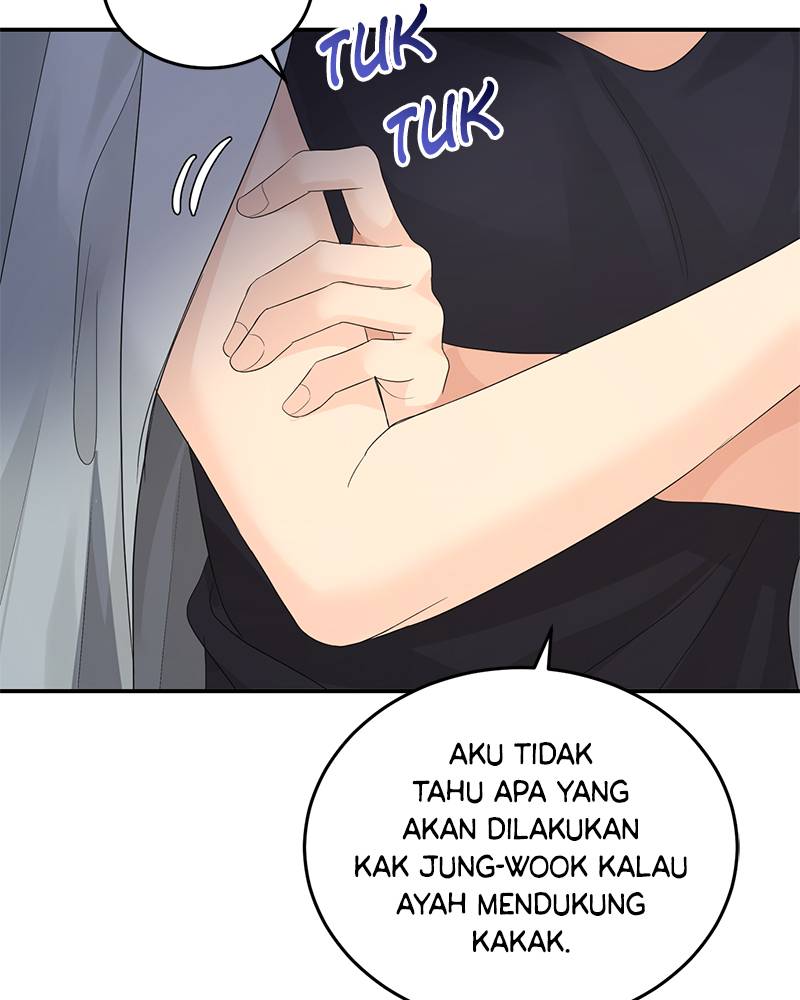 TUK
TUK
AKU TIDAK
TAHU APA YANG
AKAN DILAKUKAN
KAK JUNG-WOOK KALAU
AYAH MENDUKUNG
KAKAK.